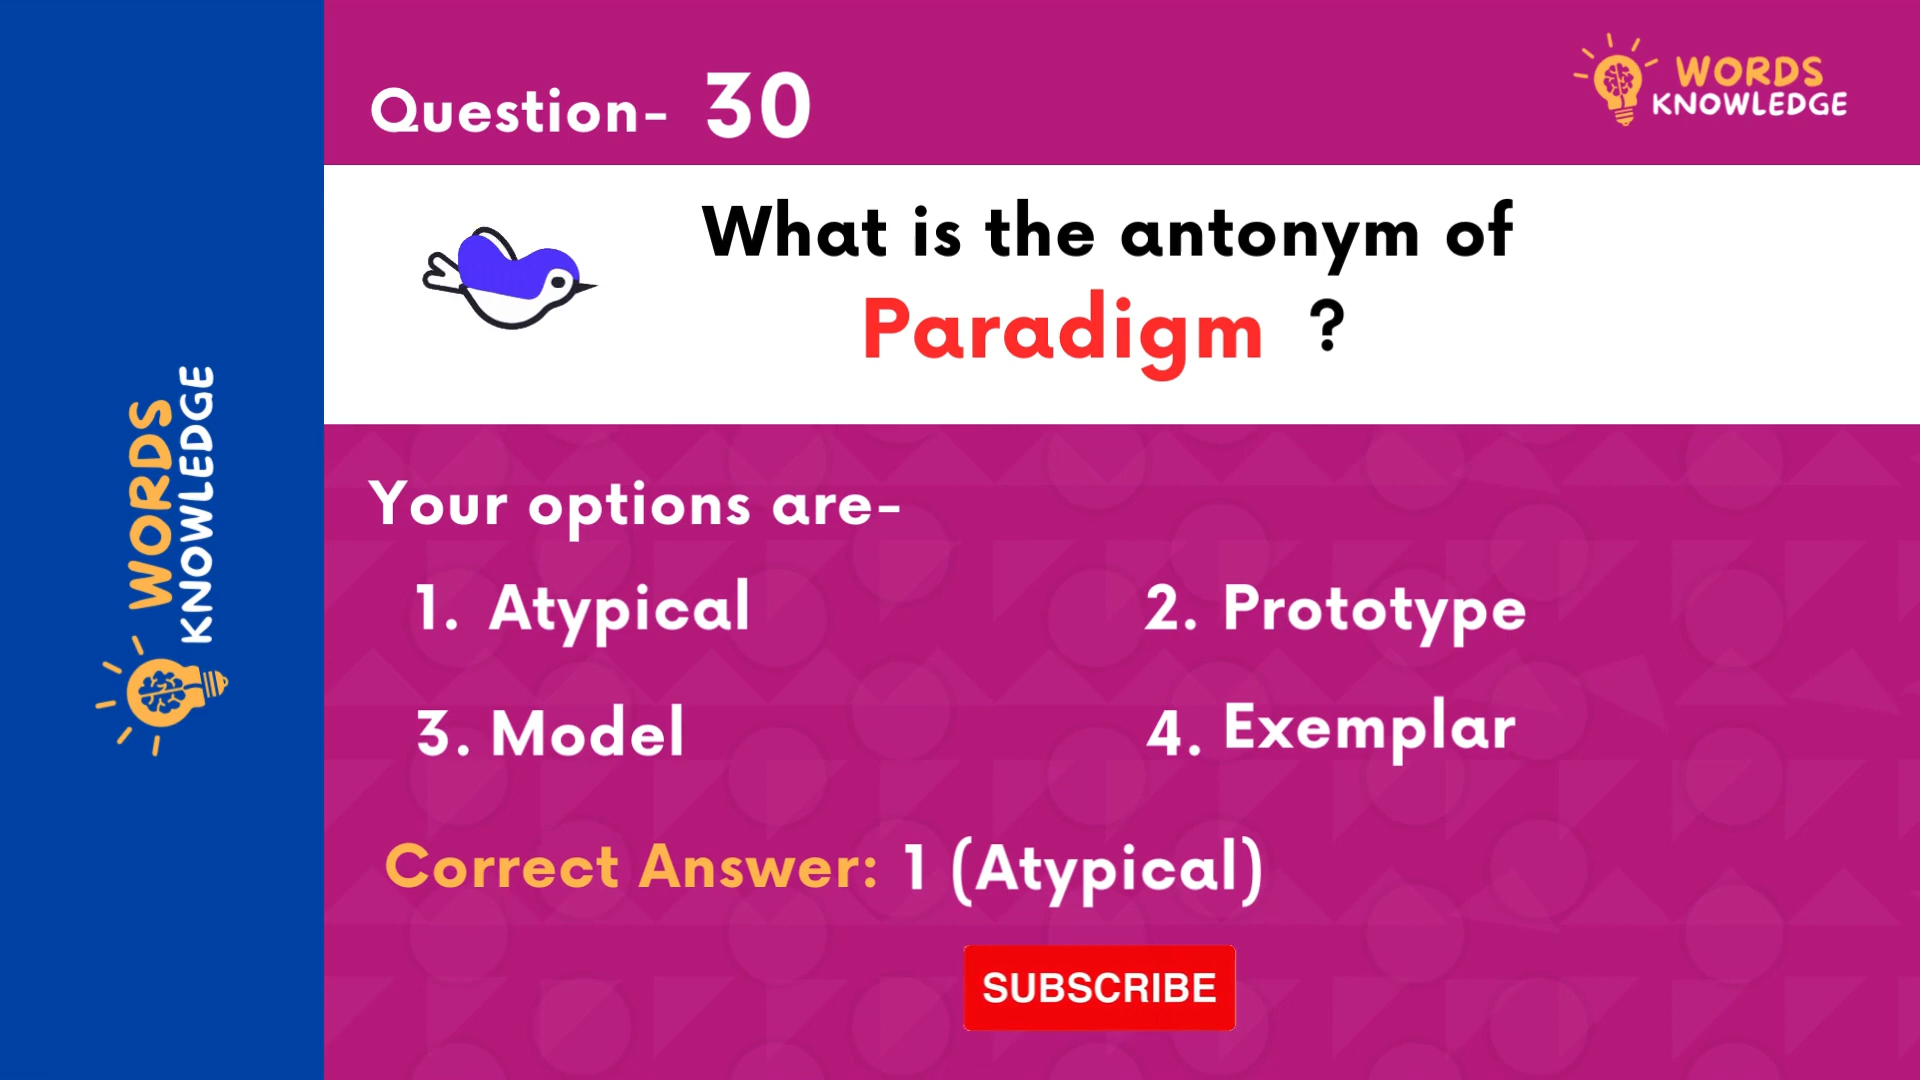 Question- 30
WORDS
KNOWLEDGE
What is the antonym of
Paradigm ?
WORDS
KNOWLEDGE
Your options are-
1. Atypical
2. Prototype
3. Model
4. Exemplar
Correct Answer: 1 (Atypical)
SUBSCRIBE